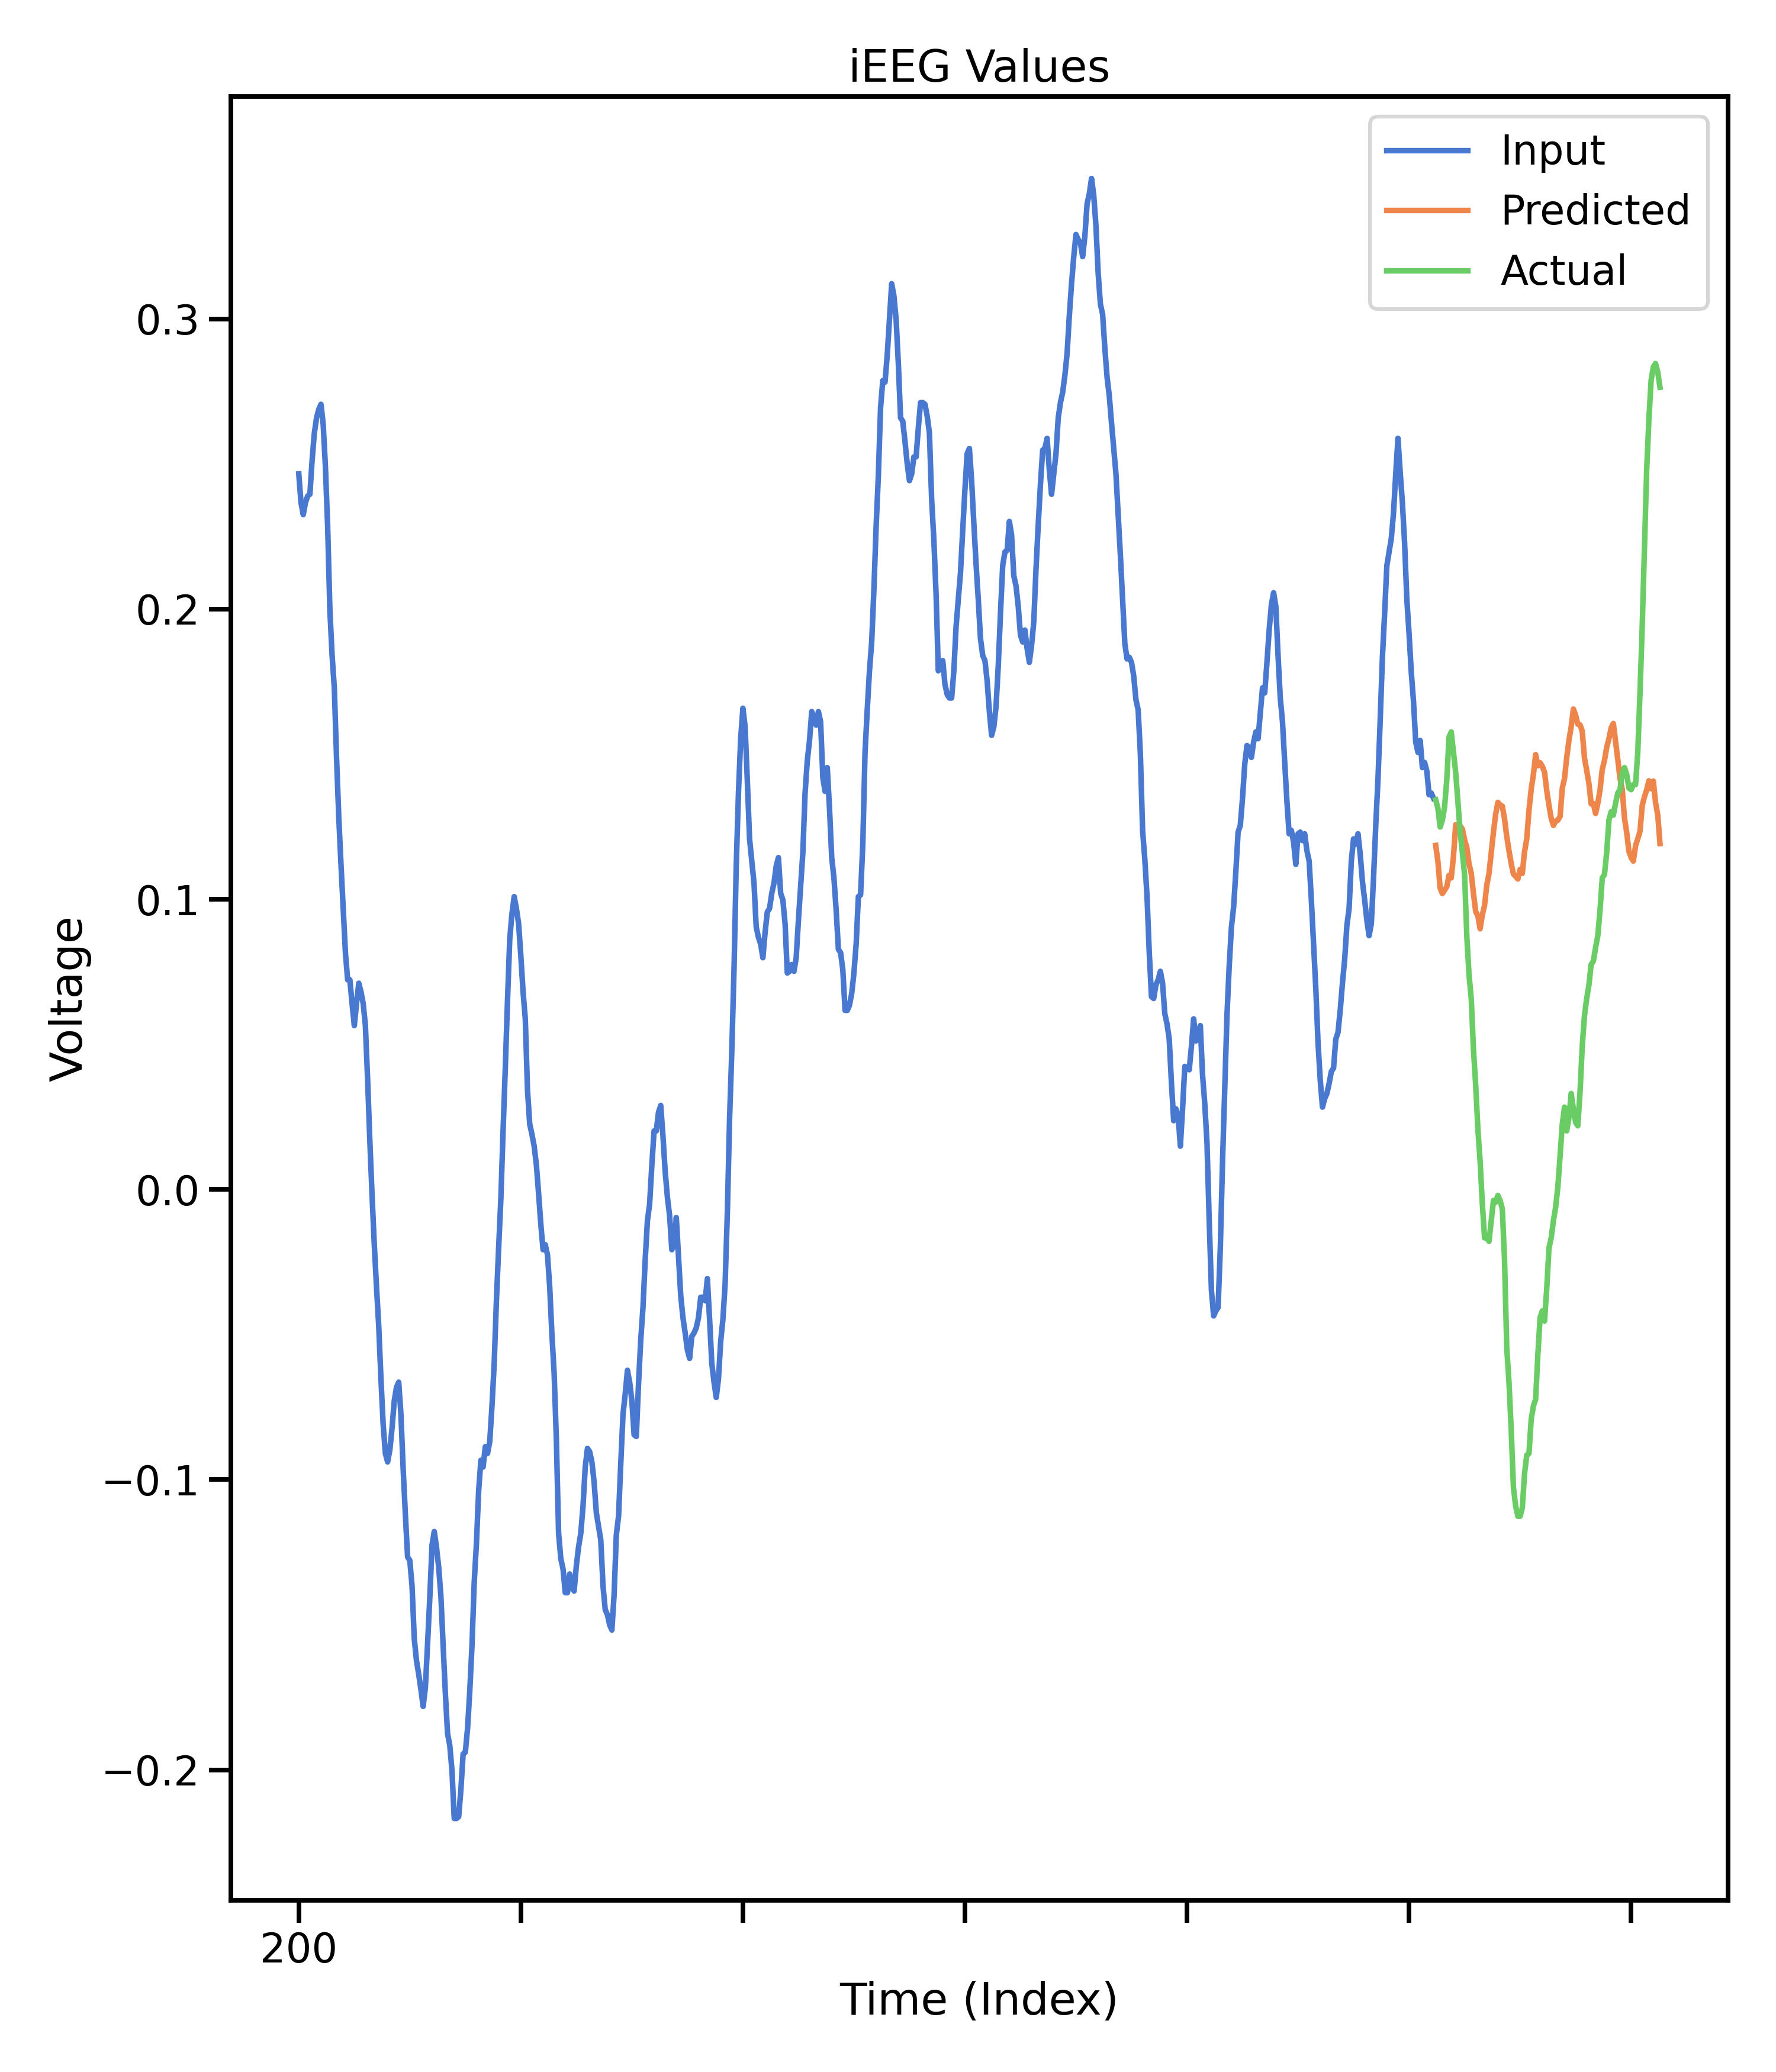 iEEG Values
Input
Predicted
Actual
0.3
0.2
0.1
0.0
−0.1
−0.2
Voltage
200
Time (Index)